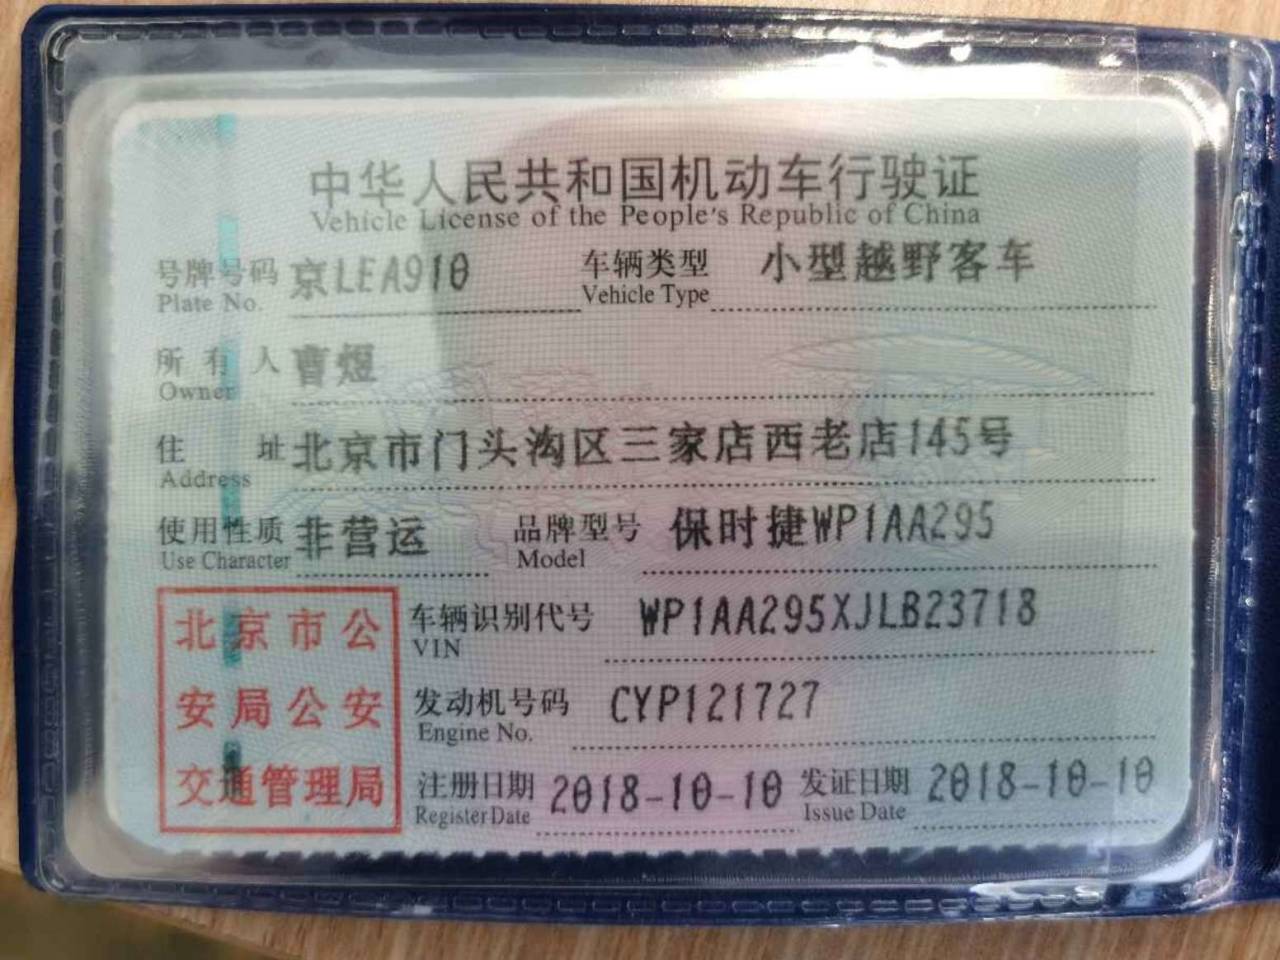 中华人民共和国机动车行驶证
Vehicle License of the People's Republic of China
号牌号码 京LEA910 车辆类型 小型越野客车
Plate No. Vehicle Type
所有人 曹煜
Owner
住址 北京市门头沟区三家店西老店145号
Address
使用性质 非营运 品牌型号 保时捷WP1AA295
Use Character Model
车辆识别代号 WP1AA295XJLB23718
VIN
发动机号码 CYP121727
Engine No.
注册日期 2018-10-10 发证日期 2018-10-10
Register Date Issue Date
北京市公
安局公安
交通管理局